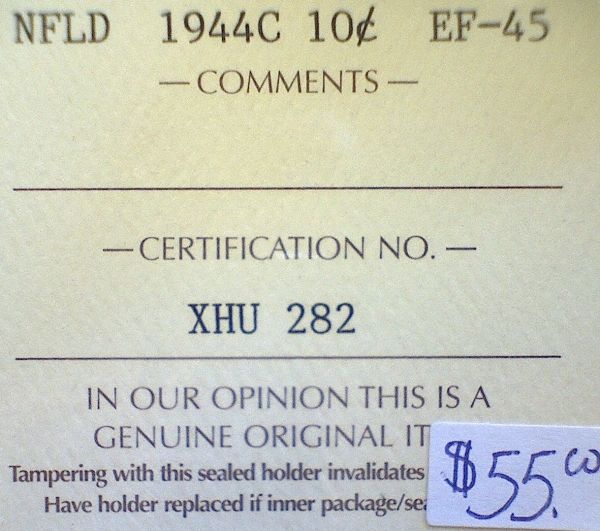 NFLD 1944C 10¢ EF-45
— COMMENTS —
— CERTIFICATION NO. —
XHU 282
IN OUR OPINION THIS IS A
GENUINE ORIGINAL IT
Tampering with this sealed holder invalidates
Have holder replaced if inner package/sea
$55.00